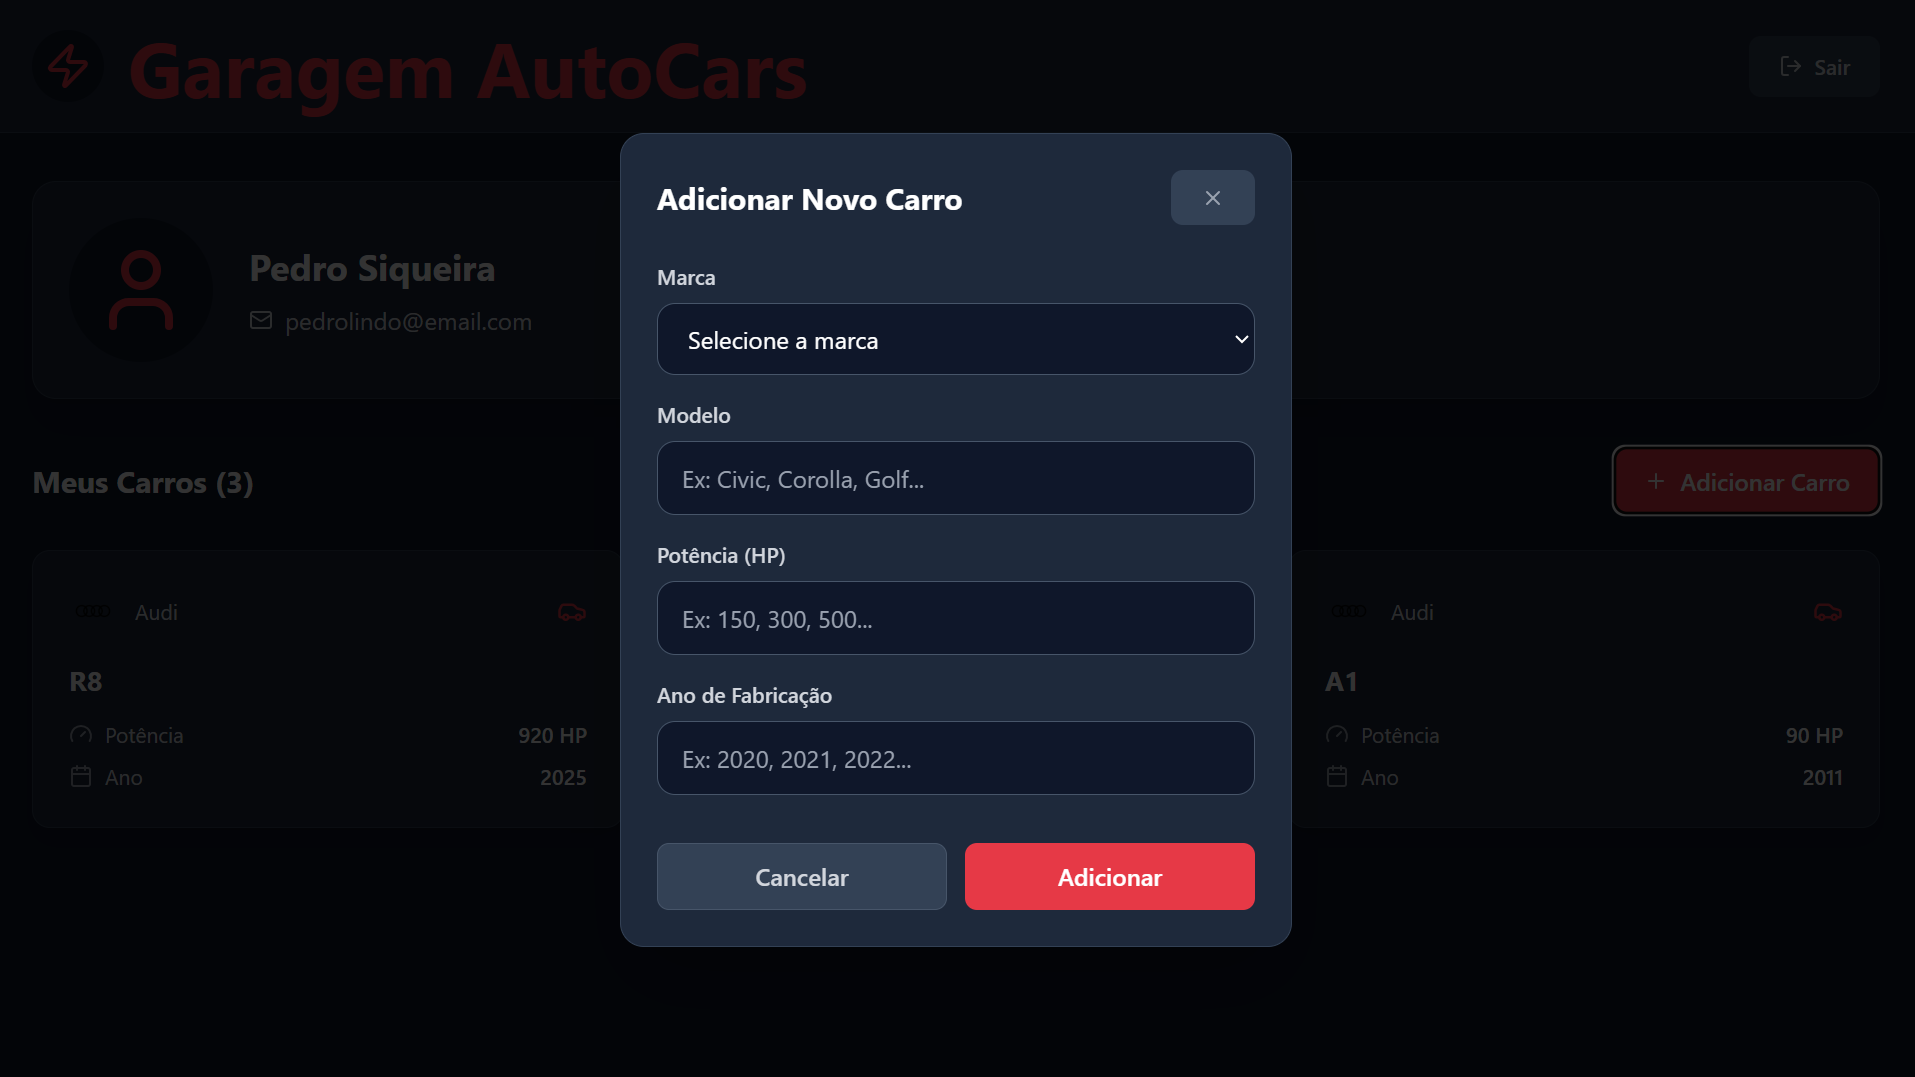 Garagem AutoCars
Sair
Pedro Siqueira
pedrolindo@email.com
Meus Carros (3)
Adicionar Carro
Audi
R8
Potência 920 HP
Ano 2025
Audi
A1
Potência 90 HP
Ano 2011
Adicionar Novo Carro
Marca
Selecione a marca
Modelo
Ex: Civic, Corolla, Golf...
Potência (HP)
Ex: 150, 300, 500...
Ano de Fabricação
Ex: 2020, 2021, 2022...
Cancelar
Adicionar